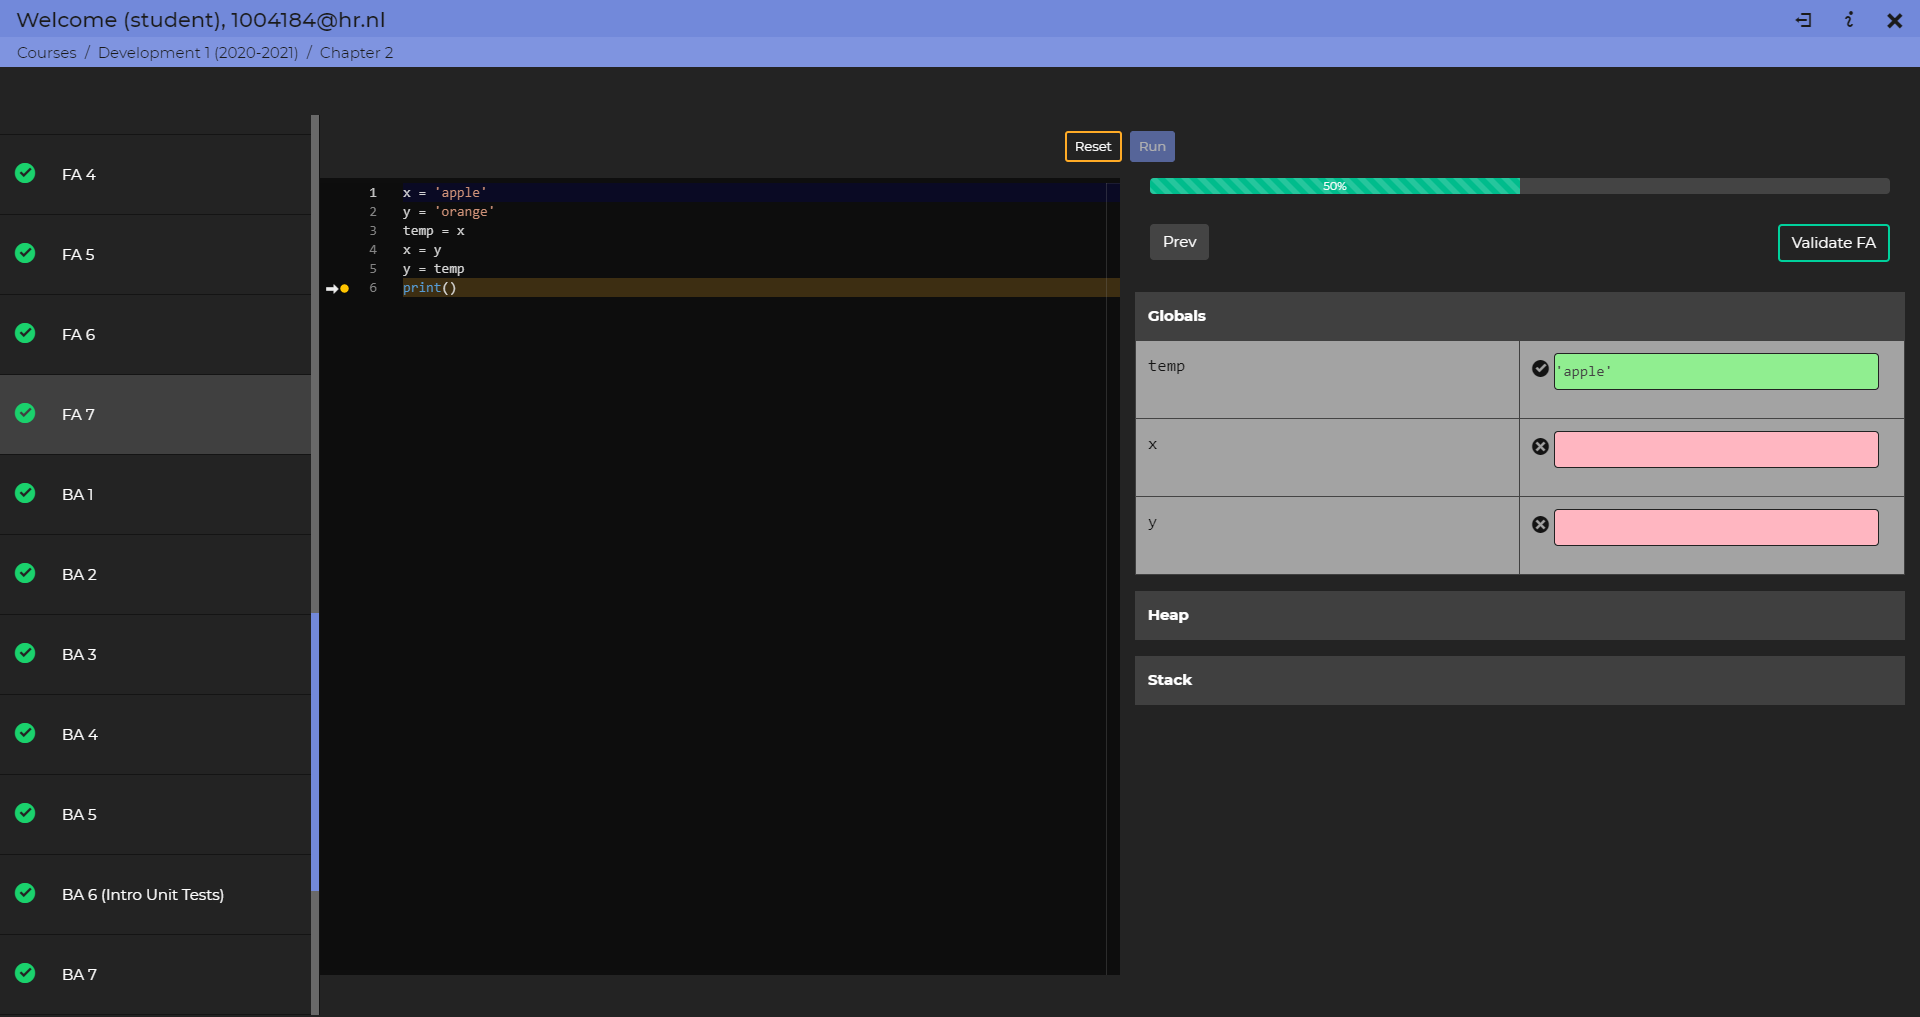 Welcome (student), 1004184@hr.nl
Courses / Development 1 (2020-2021) / Chapter 2
FA 4
FA 5
FA 6
FA 7
BA 1
BA 2
BA 3
BA 4
BA 5
BA 6 (Intro Unit Tests)
BA 7
Reset Run
1 x = 'apple'
2 y = 'orange'
3 temp = x
4 x = y
5 y = temp
6 print()
50%
Prev Validate FA
Globals
temp 'apple'
x
y
Heap
Stack